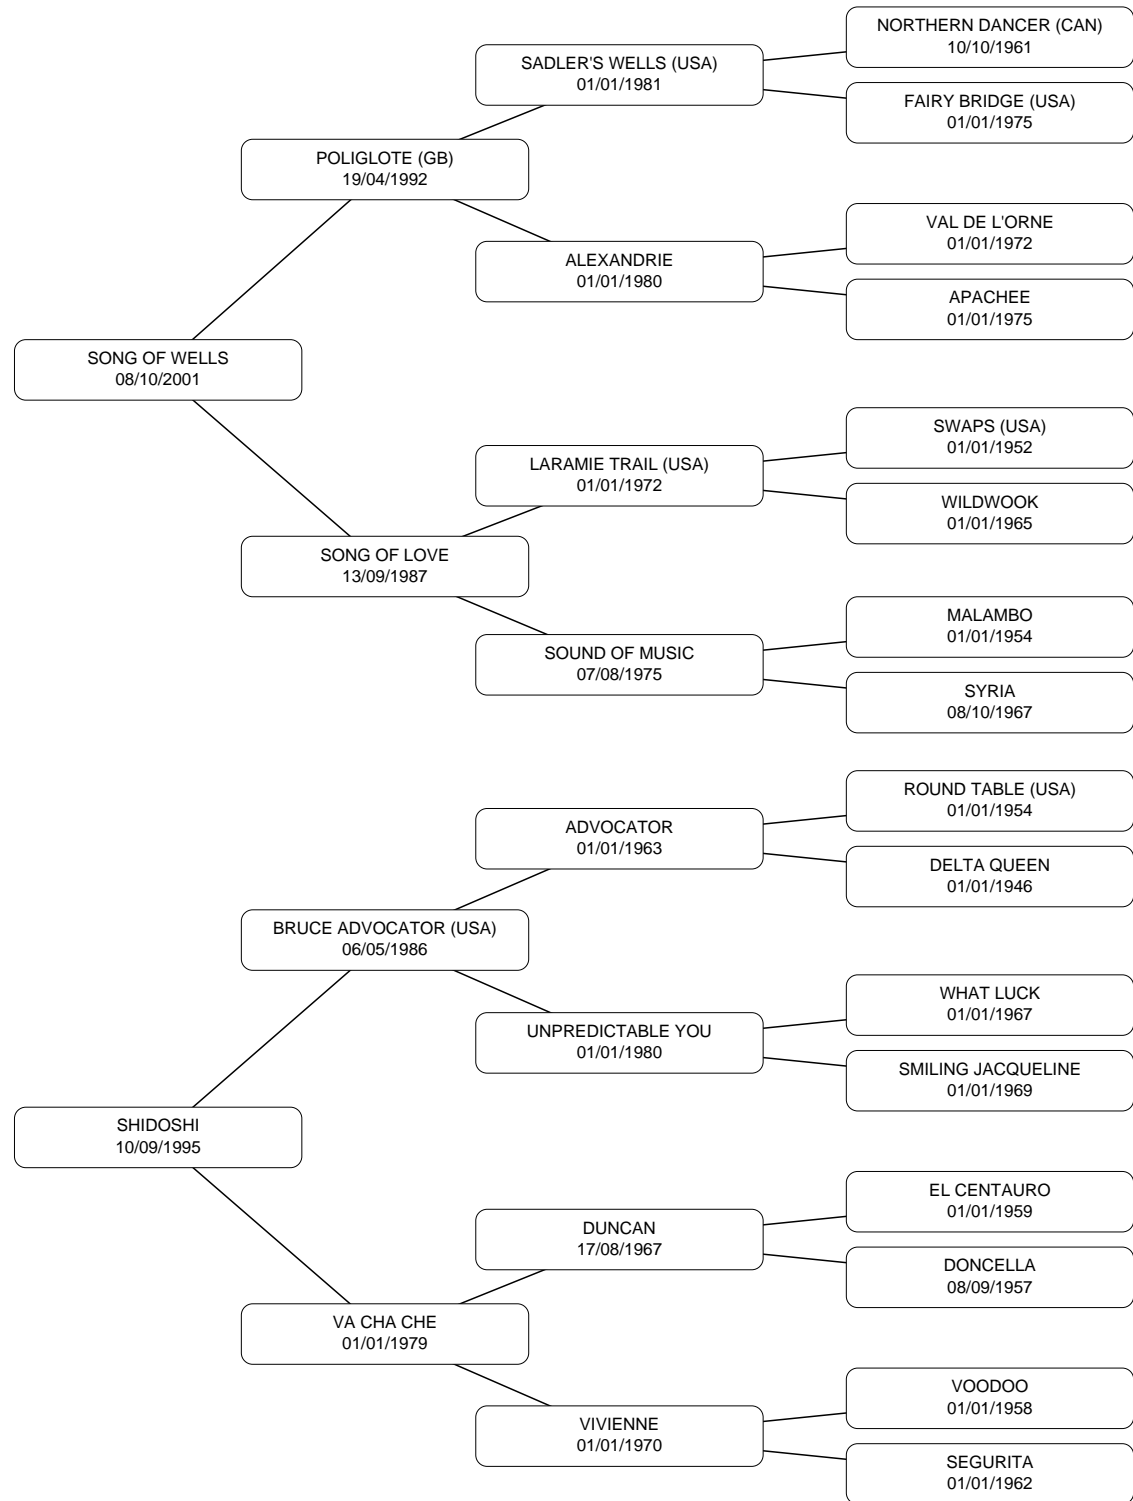 NORTHERN DANCER (CAN)
10/10/1961
SADLER'S WELLS (USA)
01/01/1981
FAIRY BRIDGE (USA)
01/01/1975
POLIGLOTE (GB)
19/04/1992
VAL DE L'ORNE
01/01/1972
ALEXANDRIE
01/01/1980
APACHEE
01/01/1975
SONG OF WELLS
08/10/2001
SWAPS (USA)
01/01/1952
LARAMIE TRAIL (USA)
01/01/1972
WILDWOOK
01/01/1965
SONG OF LOVE
13/09/1987
MALAMBO
01/01/1954
SOUND OF MUSIC
07/08/1975
SYRIA
08/10/1967
ROUND TABLE (USA)
01/01/1954
ADVOCATOR
01/01/1963
DELTA QUEEN
01/01/1946
BRUCE ADVOCATOR (USA)
06/05/1986
WHAT LUCK
01/01/1967
UNPREDICTABLE YOU
01/01/1980
SMILING JACQUELINE
01/01/1969
SHIDOSHI
10/09/1995
EL CENTAURO
01/01/1959
DUNCAN
17/08/1967
DONCELLA
08/09/1957
VA CHA CHE
01/01/1979
VOODOO
01/01/1958
VIVIENNE
01/01/1970
SEGURITA
01/01/1962